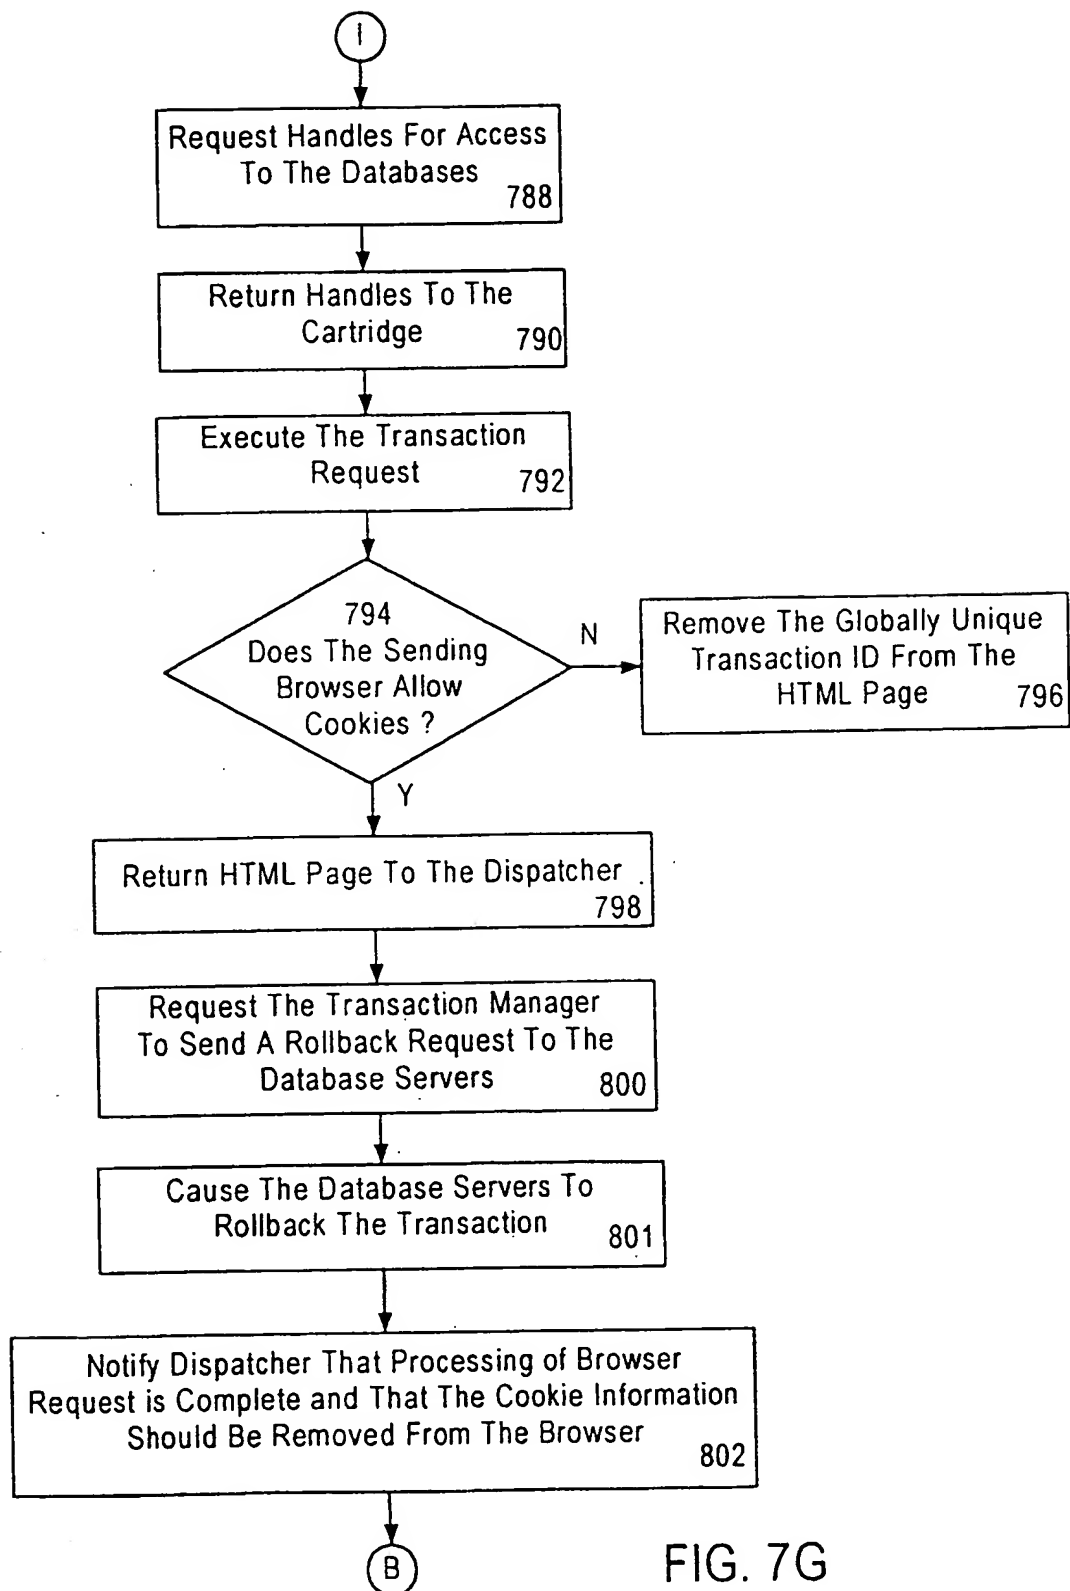 I
Request Handles For Access
To The Databases
788
Return Handles To The
Cartridge
790
Execute The Transaction
Request
792
794
Does The Sending
Browser Allow
Cookies ?
N
Remove The Globally Unique
Transaction ID From The
HTML Page
796
Y
Return HTML Page To The Dispatcher
798
Request The Transaction Manager
To Send A Rollback Request To The
Database Servers
800
Cause The Database Servers To
Rollback The Transaction
801
Notify Dispatcher That Processing of Browser
Request is Complete and That The Cookie Information
Should Be Removed From The Browser
802
B
FIG. 7G